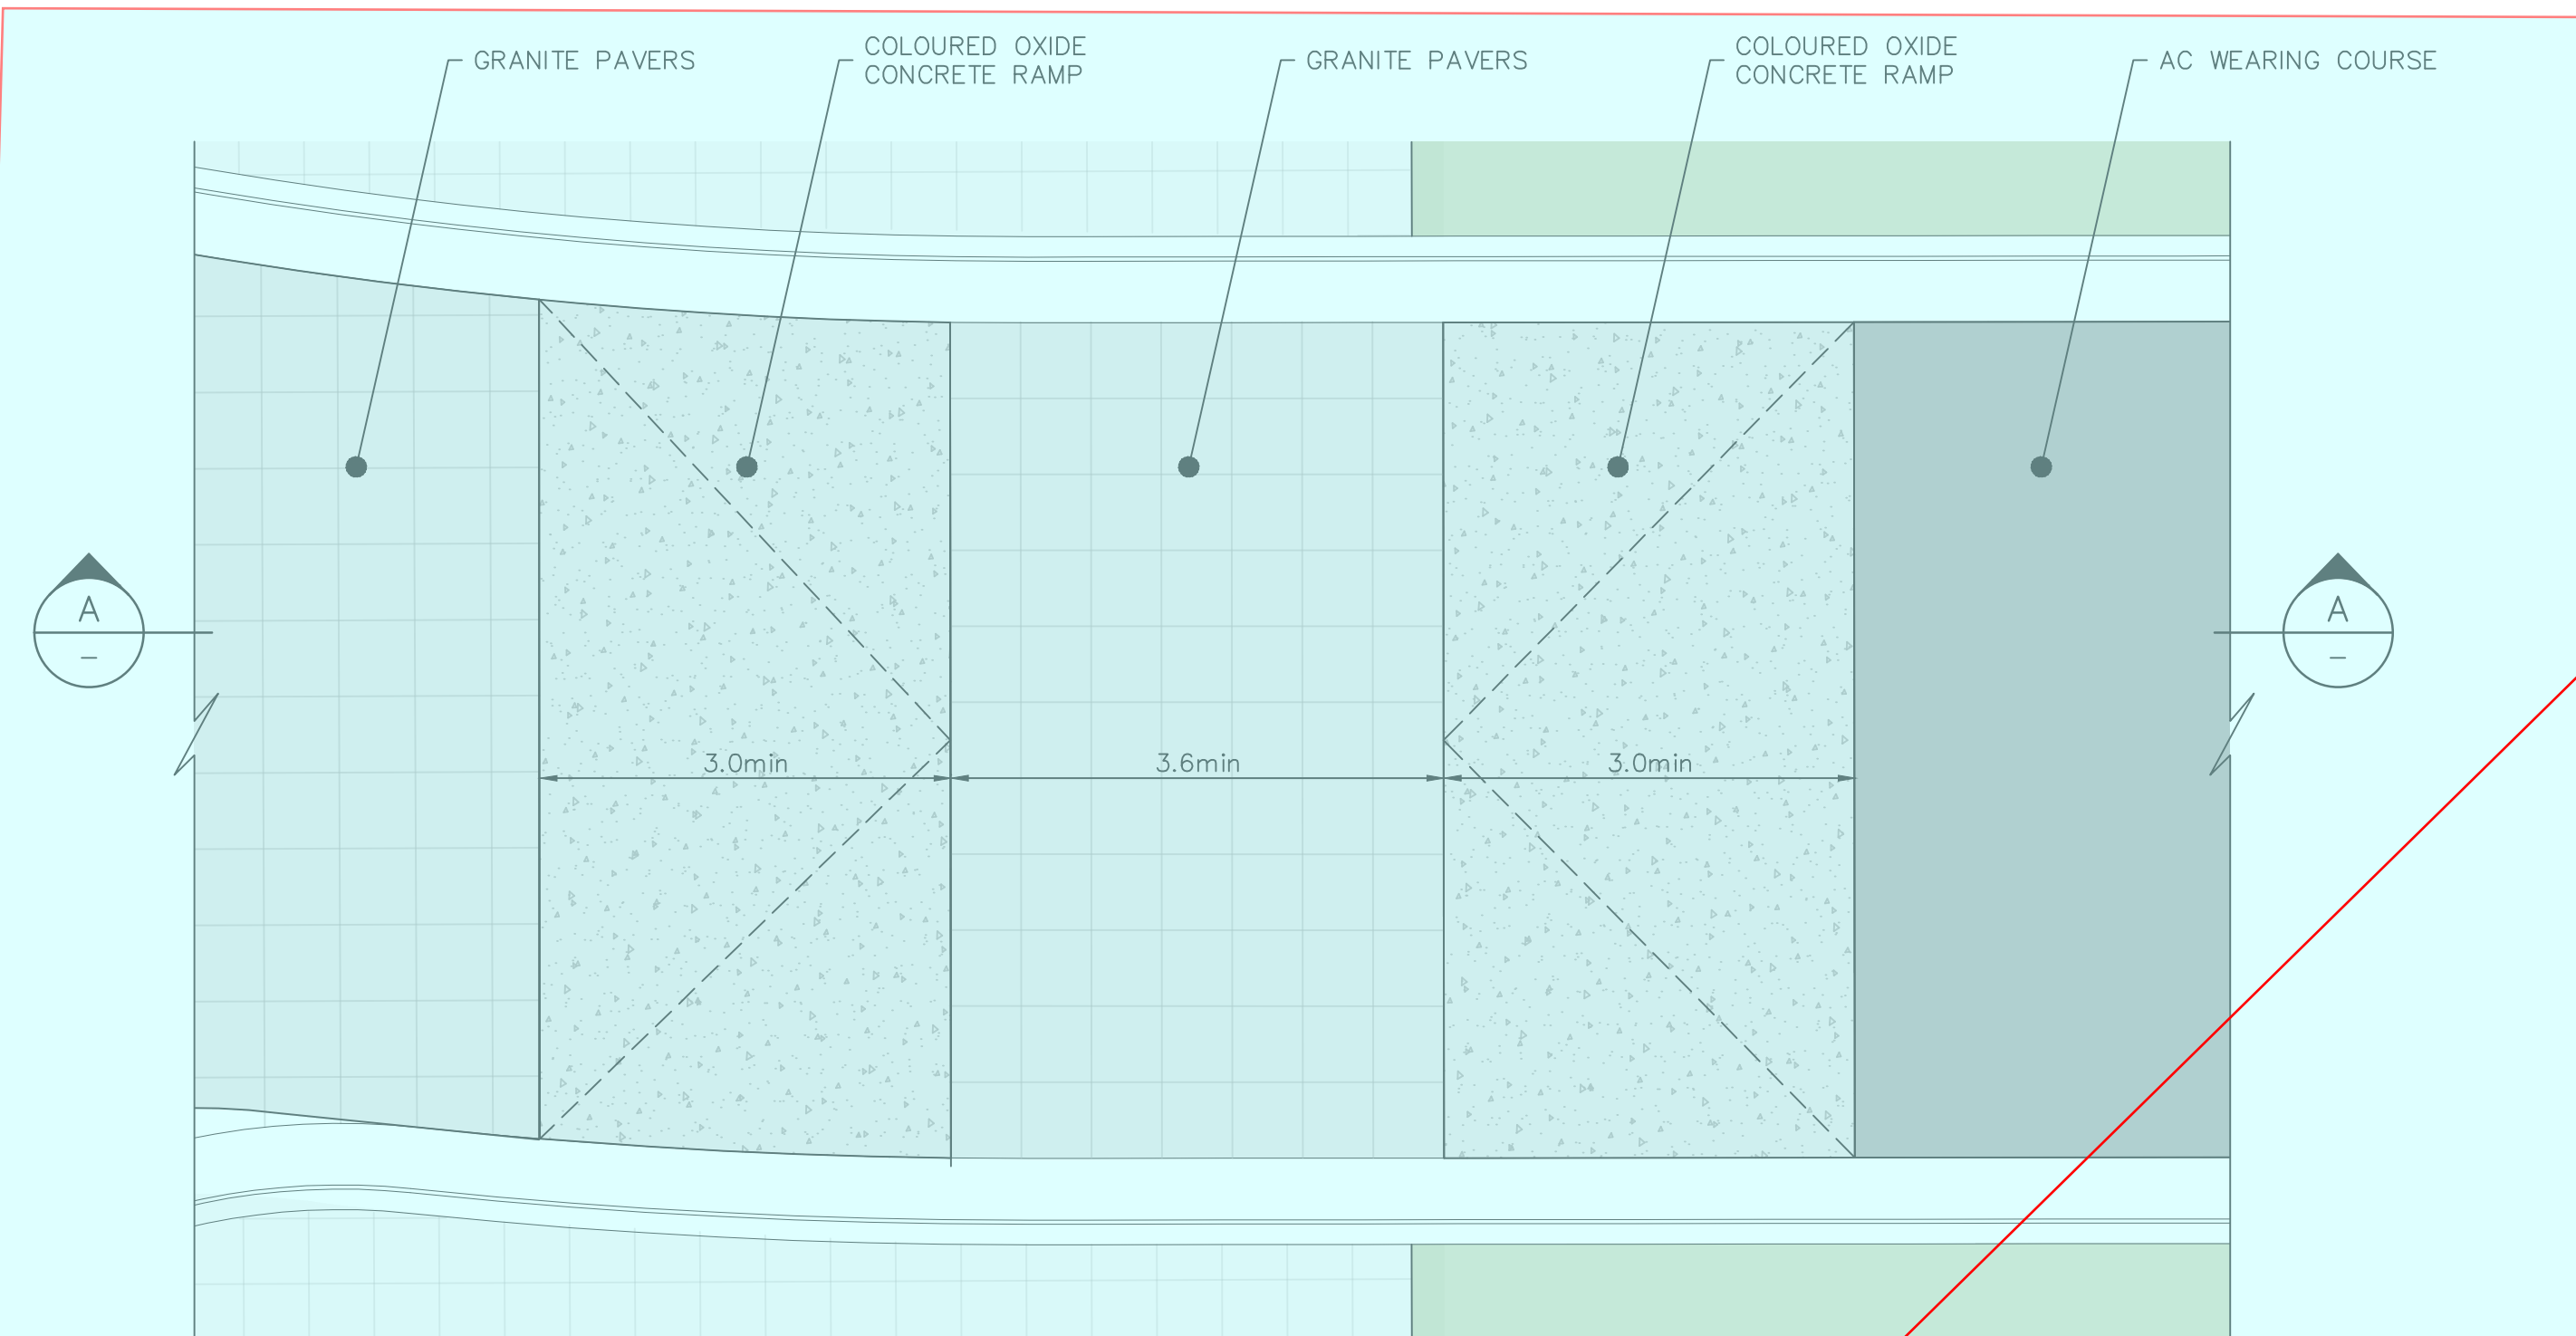 GRANITE PAVERS
COLOURED OXIDE
CONCRETE RAMP
GRANITE PAVERS
COLOURED OXIDE
CONCRETE RAMP
AC WEARING COURSE
A
–
A
–
3.0min
3.6min
3.0min